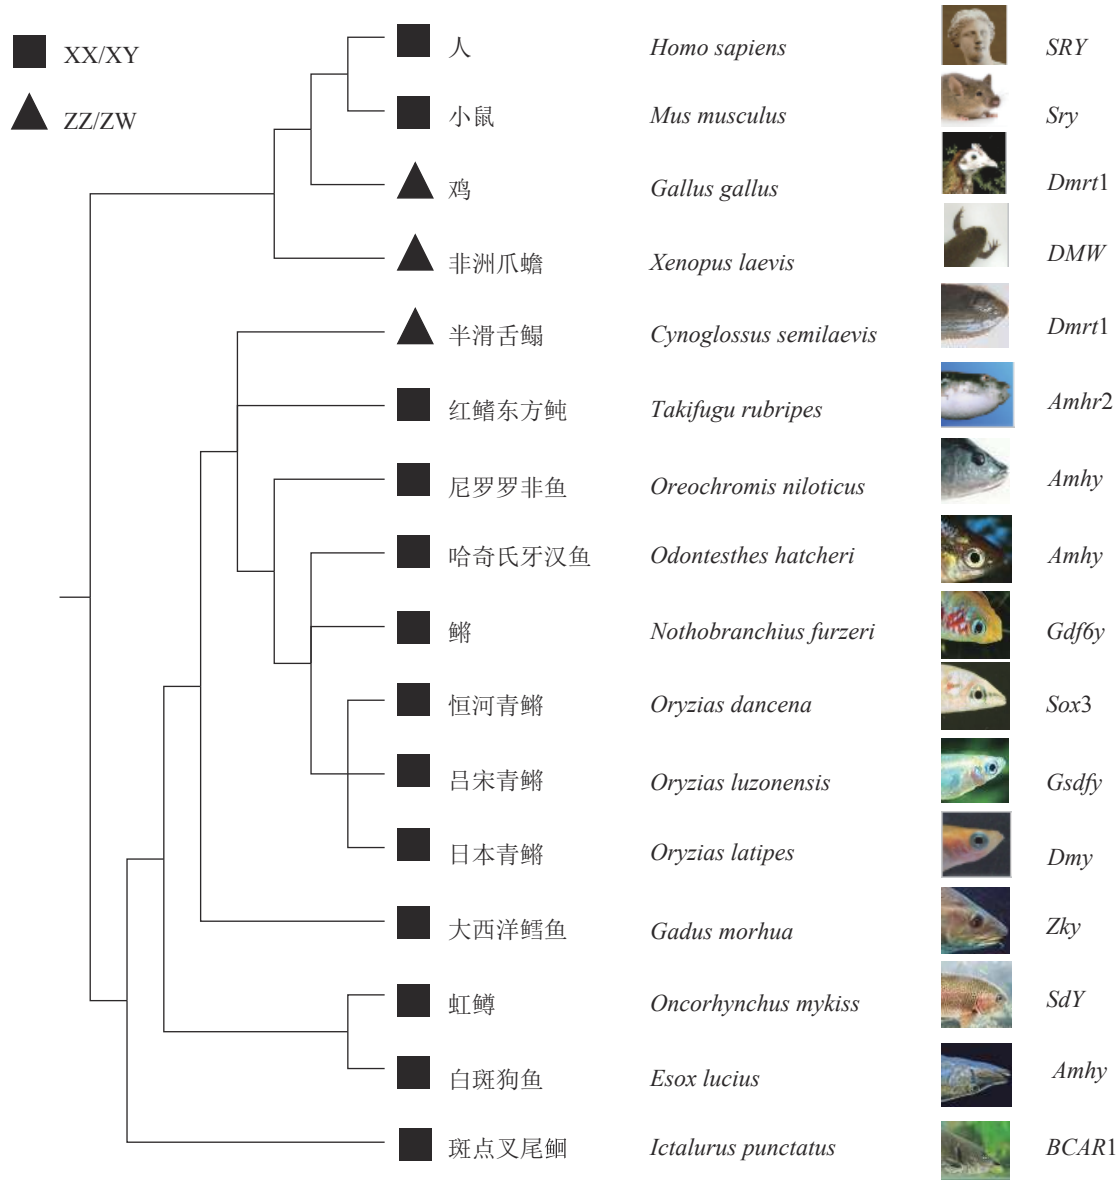 XX/XY
ZZ/ZW
人 Homo sapiens SRY
小鼠 Mus musculus Sry
鸡 Gallus gallus Dmrt1
非洲爪蟾 Xenopus laevis DMW
半滑舌鳎 Cynoglossus semilaevis Dmrt1
红鳍东方鲀 Takifugu rubripes Amhr2
尼罗罗非鱼 Oreochromis niloticus Amhy
哈奇氏牙汉鱼 Odontesthes hatcheri Amhy
鳉 Nothobranchius furzeri Gdf6y
恒河青鳉 Oryzias dancena Sox3
吕宋青鳉 Oryzias luzonensis Gsdfy
日本青鳉 Oryzias latipes Dmy
大西洋鳕鱼 Gadus morhua Zky
虹鳟 Oncorhynchus mykiss SdY
白斑狗鱼 Esox lucius Amhy
斑点叉尾鮰 Ictalurus punctatus BCAR1